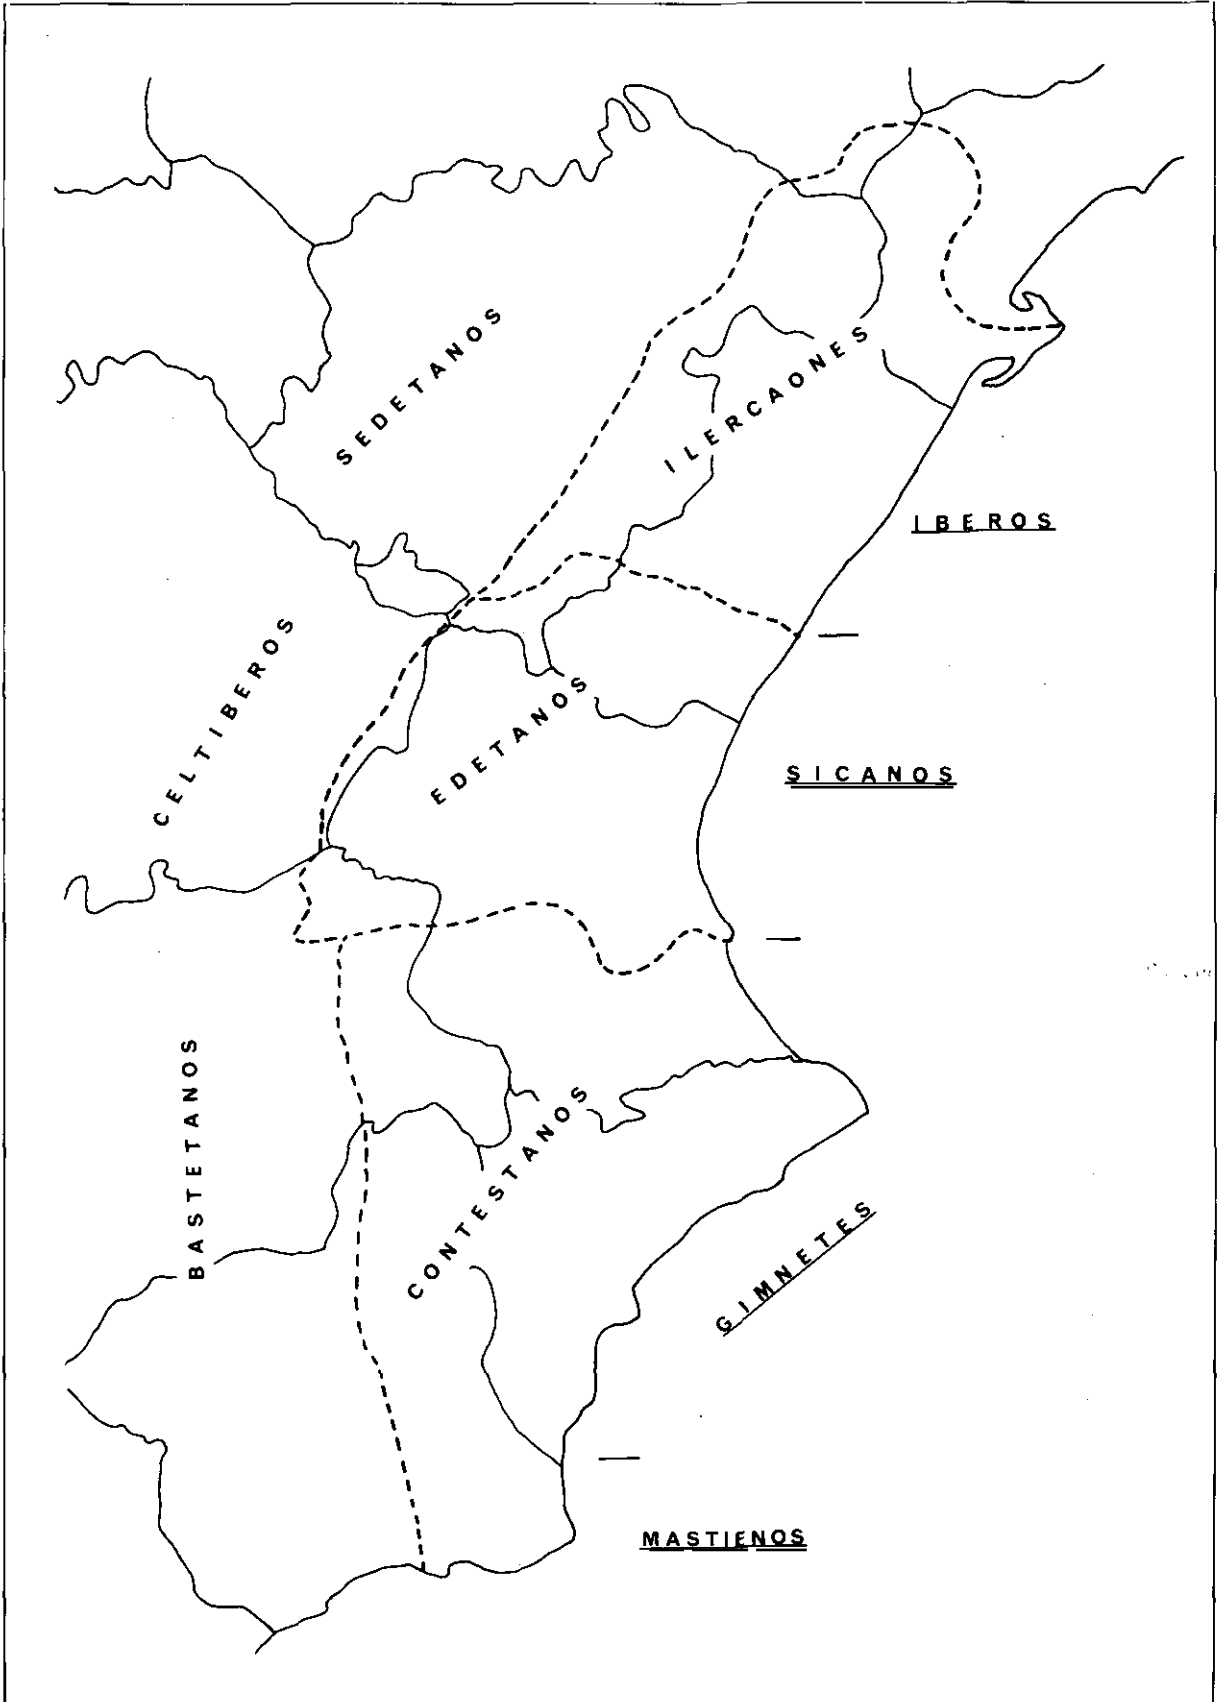 SEDETANOS
ILERCAONES
IBEROS
CELTIBEROS
EDETANOS
SICANOS
BASTETANOS
CONTESTANOS
GIMNETES
MASTIENOS